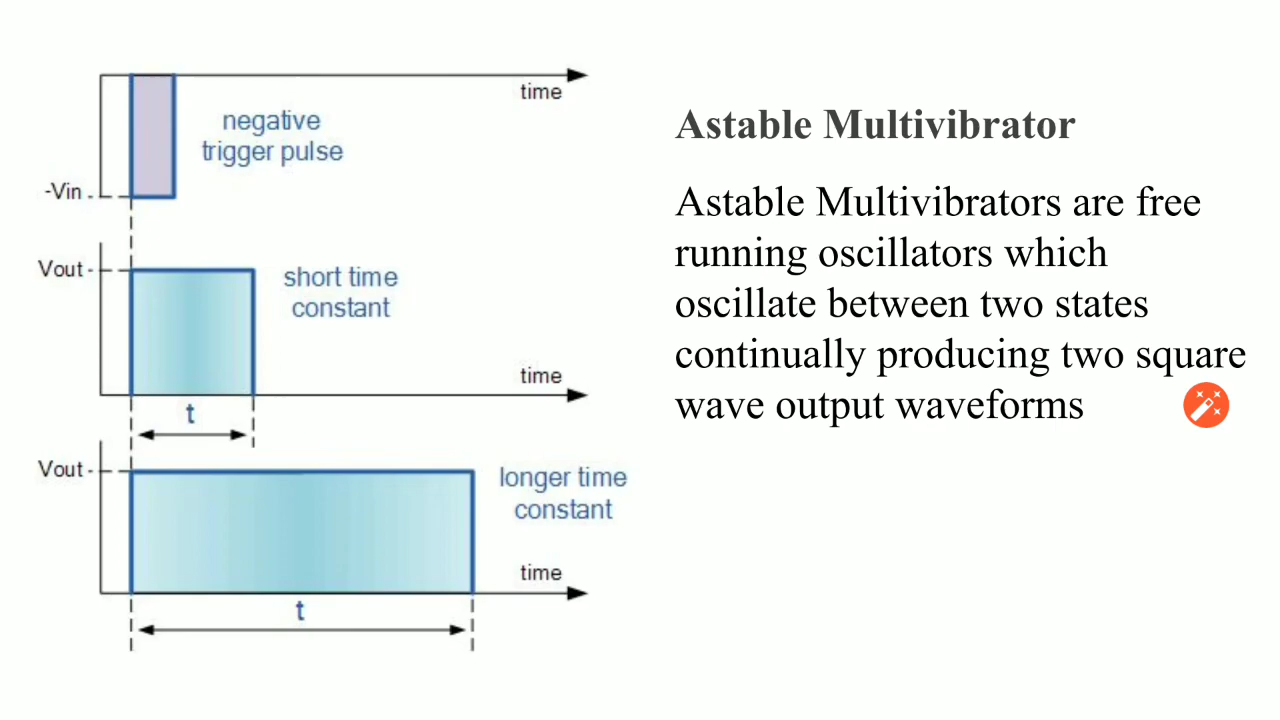 time
negative
trigger pulse
-Vin
Vout
short time
constant
time
t
Vout
longer time
constant
time
t
Astable Multivibrator
Astable Multivibrators are free
running oscillators which
oscillate between two states
continually producing two square
wave output waveforms